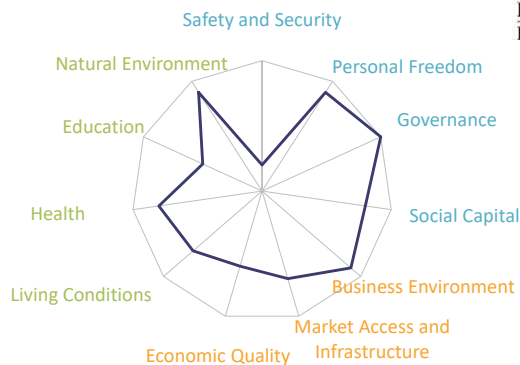 Safety and Security
Natural Environment
Personal Freedom
Education
Governance
Health
Social Capital
Living Conditions
Business Environment
Economic Quality
Market Access and
Infrastructure